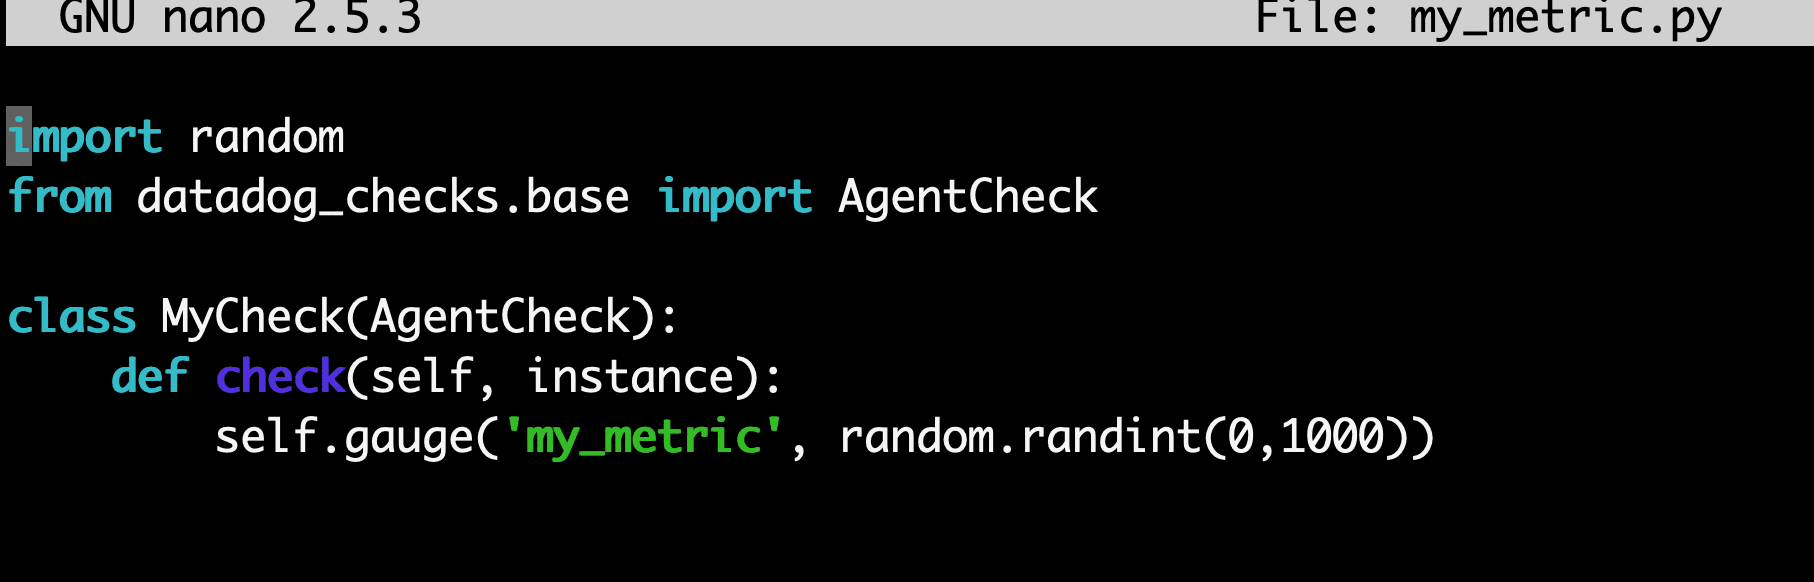 GNU nano 2.5.3 File: my_metric.py
import random
from datadog_checks.base import AgentCheck
class MyCheck(AgentCheck):
def check(self, instance):
self.gauge('my_metric', random.randint(0,1000))